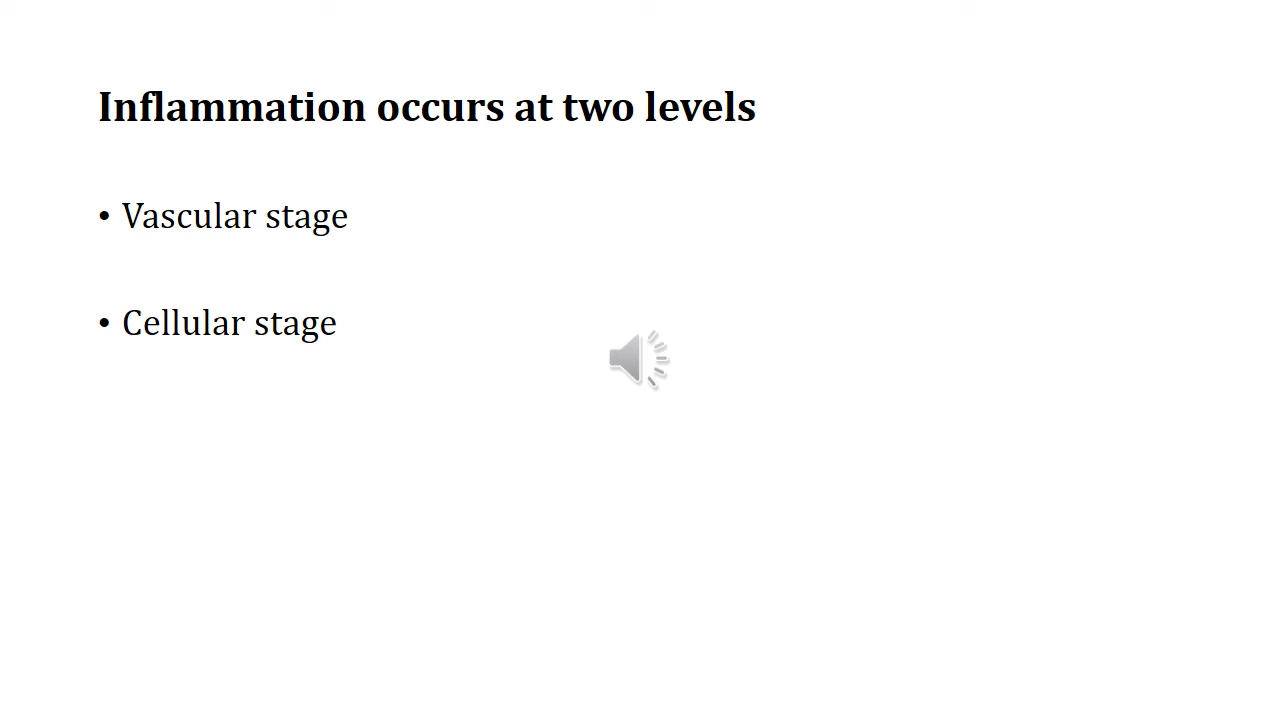 Inflammation occurs at two levels
• Vascular stage
• Cellular stage